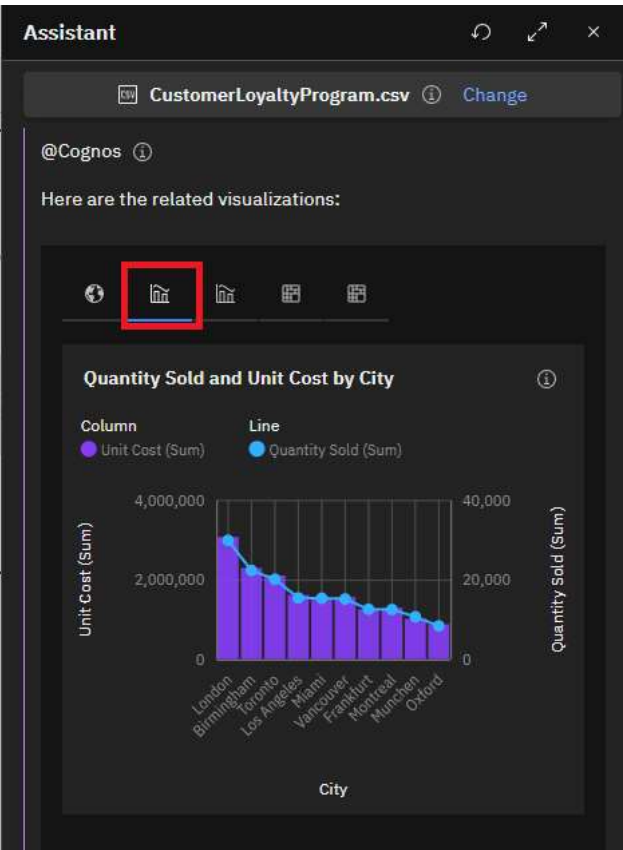 Assistant
CSV CustomerLoyaltyProgram.csv Change
@Cognos
Here are the related visualizations:
Quantity Sold and Unit Cost by City
Column Line
Unit Cost (Sum) Quantity Sold (Sum)
4,000,000 40,000
2,000,000 20,000
0 0
Unit Cost (Sum)
Quantity Sold (Sum)
London
Birmingham
Toronto
Los Angeles
Miami
Vancouver
Frankfurt
Montreal
Munchen
Oxford
City